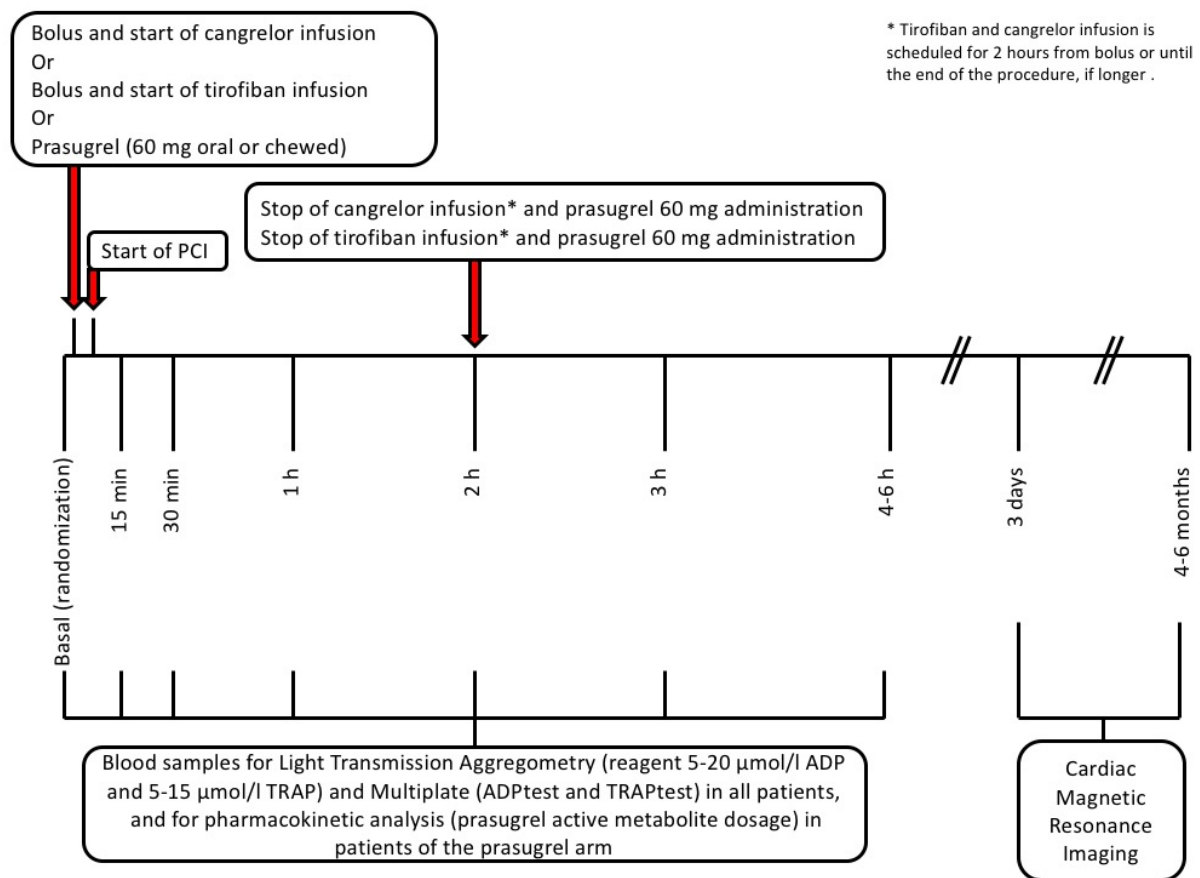 Bolus and start of cangrelor infusion
Or
Bolus and start of tirofiban infusion
Or
Prasugrel (60 mg oral or chewed)
* Tirofiban and cangrelor infusion is
scheduled for 2 hours from bolus or until
the end of the procedure, if longer .
Stop of cangrelor infusion* and prasugrel 60 mg administration
Stop of tirofiban infusion* and prasugrel 60 mg administration
Start of PCI
Basal (randomization)
15 min
30 min
1 h
2 h
3 h
4-6 h
3 days
4-6 months
Blood samples for Light Transmission Aggregometry (reagent 5-20 μmol/l ADP
and 5-15 μmol/l TRAP) and Multiplate (ADPtest and TRAPtest) in all patients,
and for pharmacokinetic analysis (prasugrel active metabolite dosage) in
patients of the prasugrel arm
Cardiac
Magnetic
Resonance
Imaging